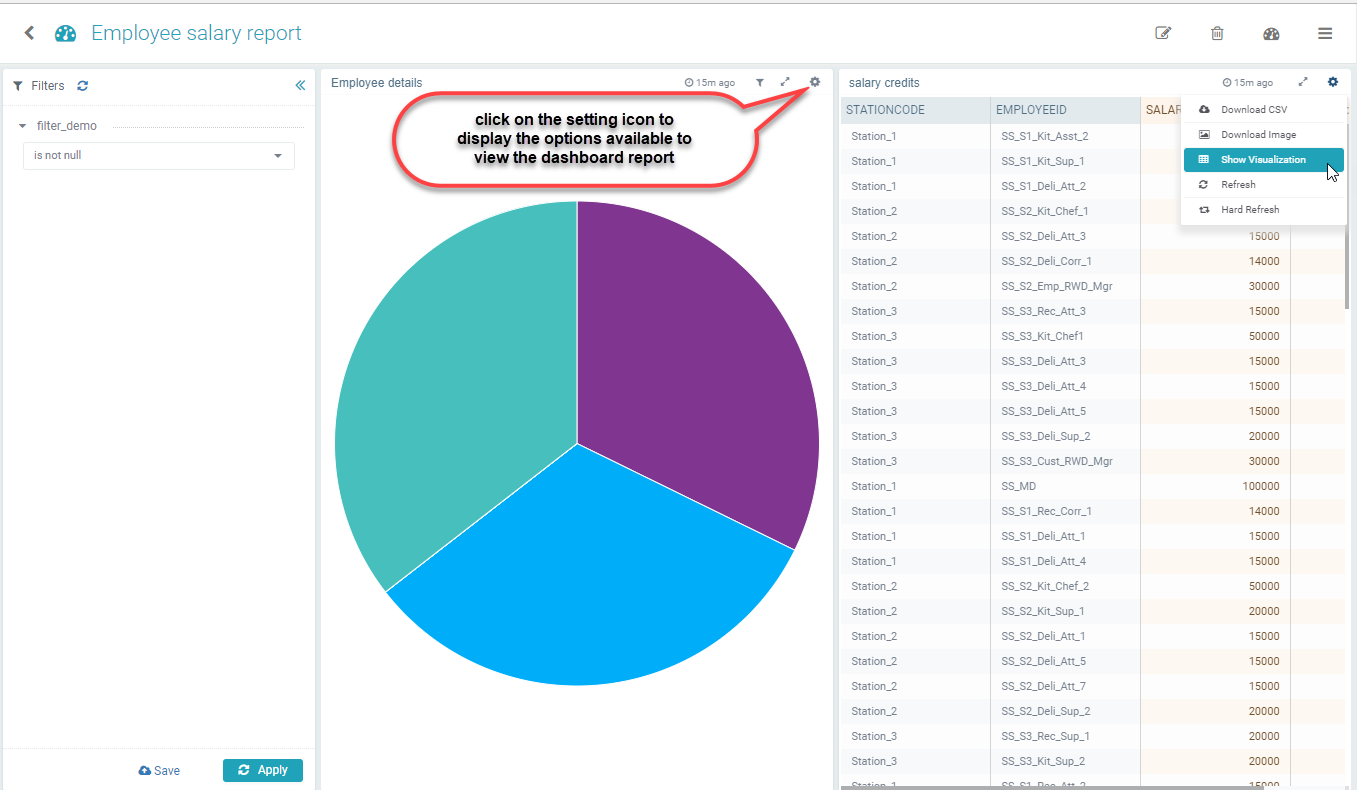 Employee salary report
Filters
filter_demo
is not null
Save
Apply
Employee details
15m ago
click on the setting icon to
display the options available to
view the dashboard report
salary credits
15m ago
Download CSV
Download Image
Show Visualization
Refresh
Hard Refresh
STATIONCODE EMPLOYEEID
Station_1 SS_S1_Kit_Asst_2
Station_1 SS_S1_Kit_Sup_1
Station_1 SS_S1_Deli_Att_2
Station_2 SS_S2_Kit_Chef_1
Station_2 SS_S2_Deli_Att_3 15000
Station_2 SS_S2_Deli_Corr_1 14000
Station_2 SS_S2_Emp_RWD_Mgr 30000
Station_3 SS_S3_Rec_Att_3 15000
Station_3 SS_S3_Kit_Chef1 50000
Station_3 SS_S3_Deli_Att_3 15000
Station_3 SS_S3_Deli_Att_4 15000
Station_3 SS_S3_Deli_Att_5 15000
Station_3 SS_S3_Deli_Sup_2 20000
Station_3 SS_S3_Cust_RWD_Mgr 30000
Station_1 SS_MD 100000
Station_1 SS_S1_Rec_Corr_1 14000
Station_1 SS_S1_Deli_Att_1 15000
Station_1 SS_S1_Deli_Att_4 15000
Station_2 SS_S2_Kit_Chef_2 50000
Station_2 SS_S2_Kit_Sup_1 20000
Station_2 SS_S2_Deli_Att_1 15000
Station_2 SS_S2_Deli_Att_5 15000
Station_2 SS_S2_Deli_Att_7 15000
Station_2 SS_S2_Deli_Sup_2 20000
Station_3 SS_S3_Rec_Sup_1 20000
Station_3 SS_S3_Kit_Sup_2 20000